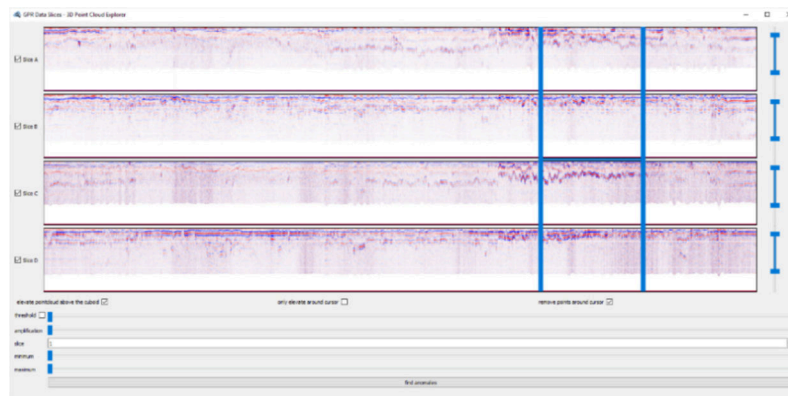 GPR Data Slices - 3D Point Cloud Explorer
Slice A
Slice B
Slice C
Slice D
elevate pointcloud above the cuboid
only elevate around cursor
remove points around cursor
threshold
amplification
slice
minimum
maximum
find anomalies